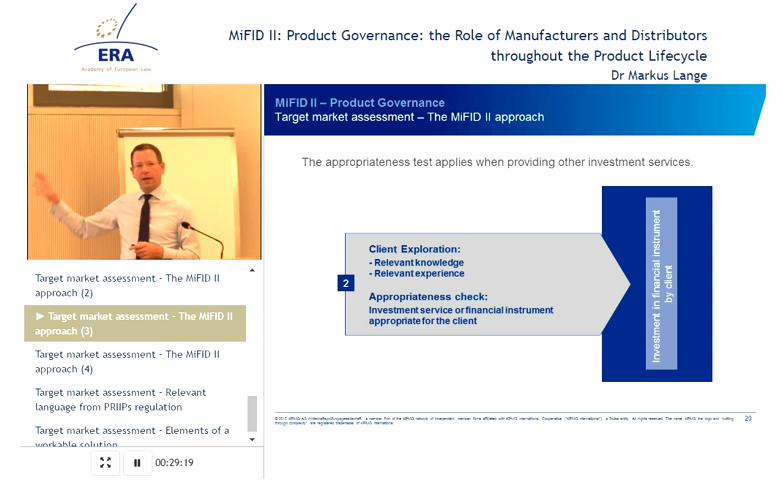 ERA
Academy of European Law
MiFID II: Product Governance: the Role of Manufacturers and Distributors
throughout the Product Lifecycle
Dr Markus Lange
MiFID II – Product Governance
Target market assessment – The MiFID II approach
The appropriateness test applies when providing other investment services.
2
Client Exploration:
- Relevant knowledge
- Relevant experience
Appropriateness check:
Investment service or financial instrument
appropriate for the client
Investment in financial instrument
by client
20
Target market assessment - The MiFID II
approach (2)
► Target market assessment - The MiFID II
approach (3)
Target market assessment - The MiFID II
approach (4)
Target market assessment - Relevant
language from PRIIPs regulation
Target market assessment - Elements of a
workable solution
00:29:19